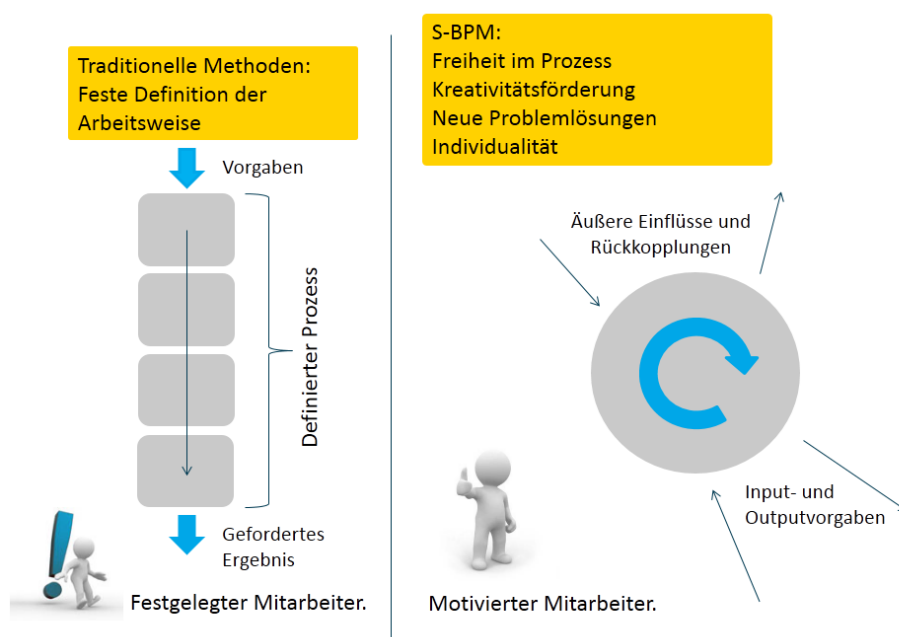 Traditionelle Methoden:
Feste Definition der
Arbeitsweise
Vorgaben
Definierter Prozess
Gefordertes
Ergebnis
Festgelegter Mitarbeiter.
S-BPM:
Freiheit im Prozess
Kreativitätsförderung
Neue Problemlösungen
Individualität
Äußere Einflüsse und
Rückkopplungen
Input- und
Outputvorgaben
Motivierter Mitarbeiter.